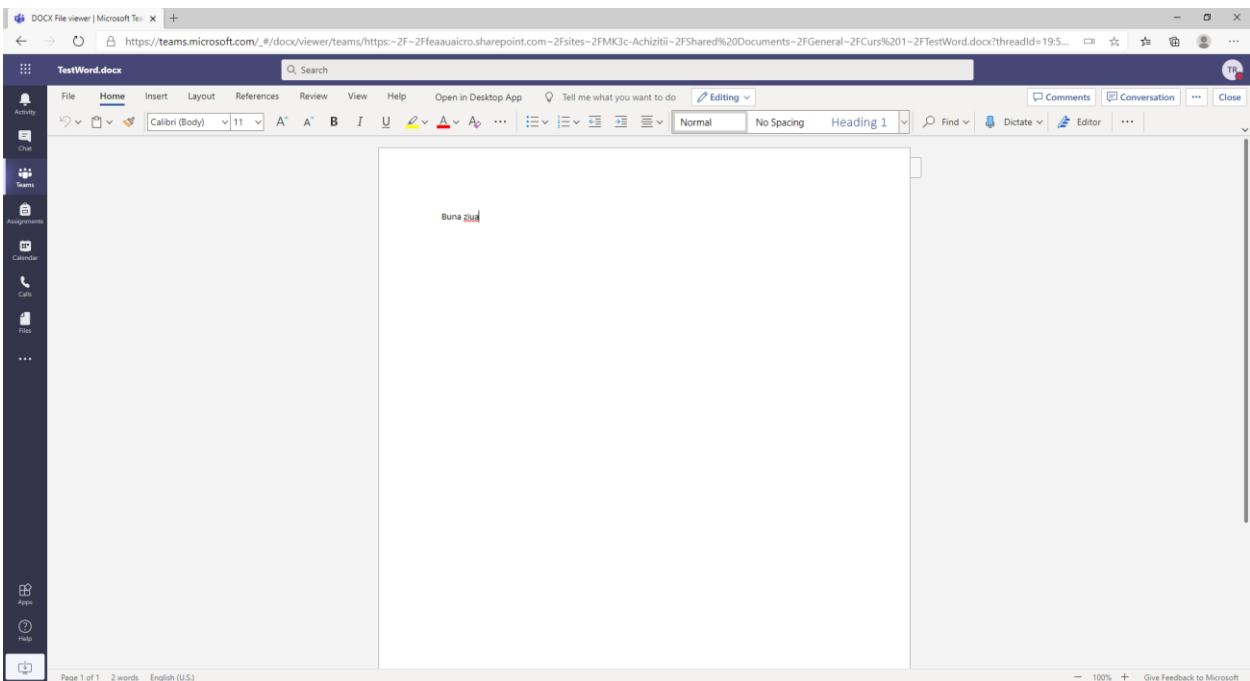 DOCX File viewer | Microsoft Tea
https://teams.microsoft.com/_#/docx/viewer/teams/https:~2F~2Ffeaauaicro.sharepoint.com~2Fsites~2FMK3c-Achizitii~2FShared%20Documents~2FGeneral~2FCurs%201~2FTestWord.docx?threadId=19:5...
TestWord.docx Search TR
File Home Insert Layout References Review View Help Open in Desktop App Tell me what you want to do Editing Comments Conversation Close
Calibri (Body) 11 A A B I U A A Normal No Spacing Heading 1 Find Dictate Editor
Activity
Chat
Teams
Assignments
Calendar
Calls
Files
Buna ziua
Apps
Help
Page 1 of 1 2 words English (U.S.) 100% Give Feedback to Microsoft